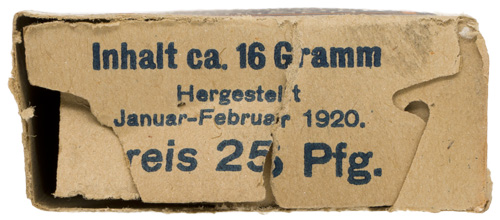 Inhalt ca. 16 Gramm
Hergestellt
Januar-Februar 1920.
reis 25 Pfg.